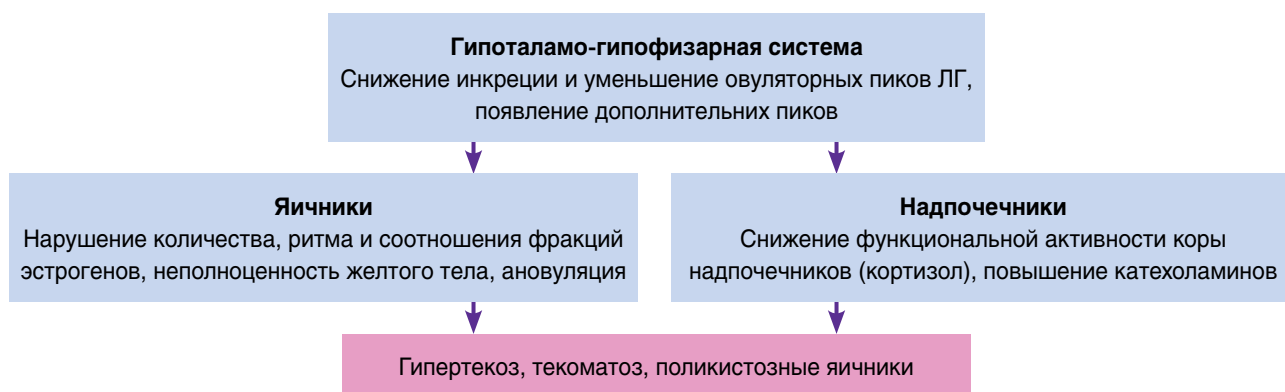 Гипоталамо-гипофизарная система
Снижение инкреции и уменьшение овуляторных пиков ЛГ,
появление дополнительних пиков
Яичники
Нарушение количества, ритма и соотношения фракций
эстрогенов, неполноценность желтого тела, ановуляция
Надпочечники
Снижение функциональной активности коры
надпочечников (кортизол), повышение катехоламинов
Гипертекоз, текоматоз, поликистозные яичники